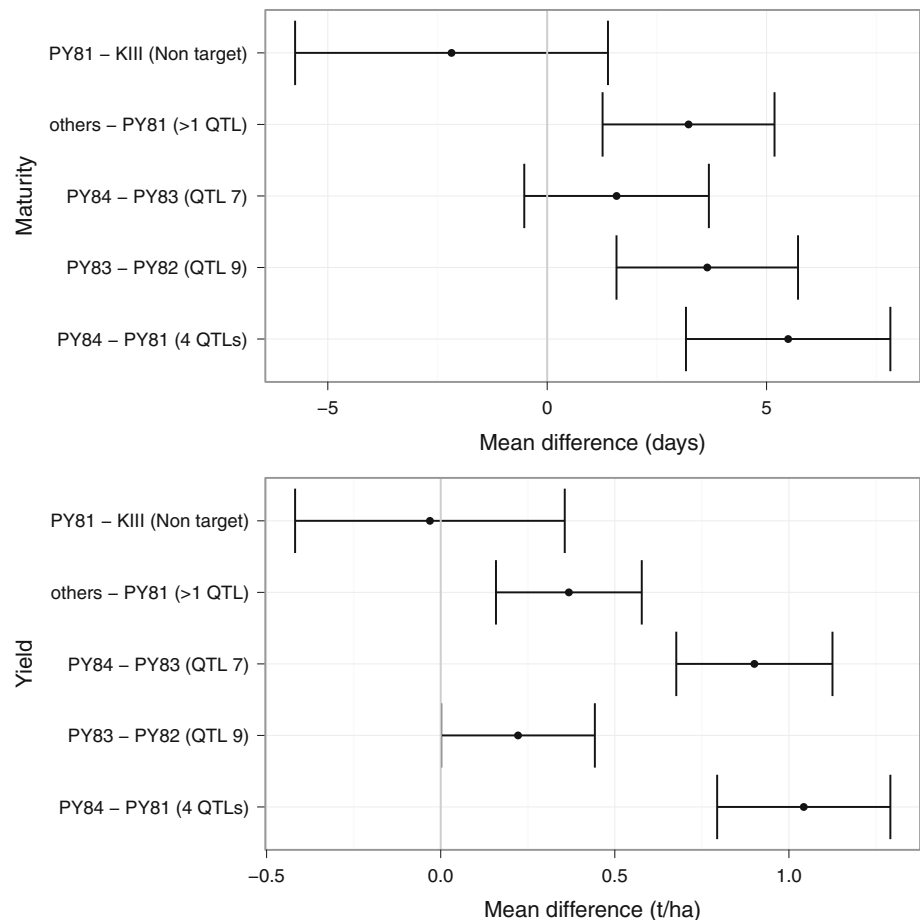 Maturity
PY81 − KIII (Non target)
others − PY81 (>1 QTL)
PY84 − PY83 (QTL 7)
PY83 − PY82 (QTL 9)
PY84 − PY81 (4 QTLs)
−5 0 5
Mean difference (days)
Yield
PY81 − KIII (Non target)
others − PY81 (>1 QTL)
PY84 − PY83 (QTL 7)
PY83 − PY82 (QTL 9)
PY84 − PY81 (4 QTLs)
−0.5 0.0 0.5 1.0
Mean difference (t/ha)